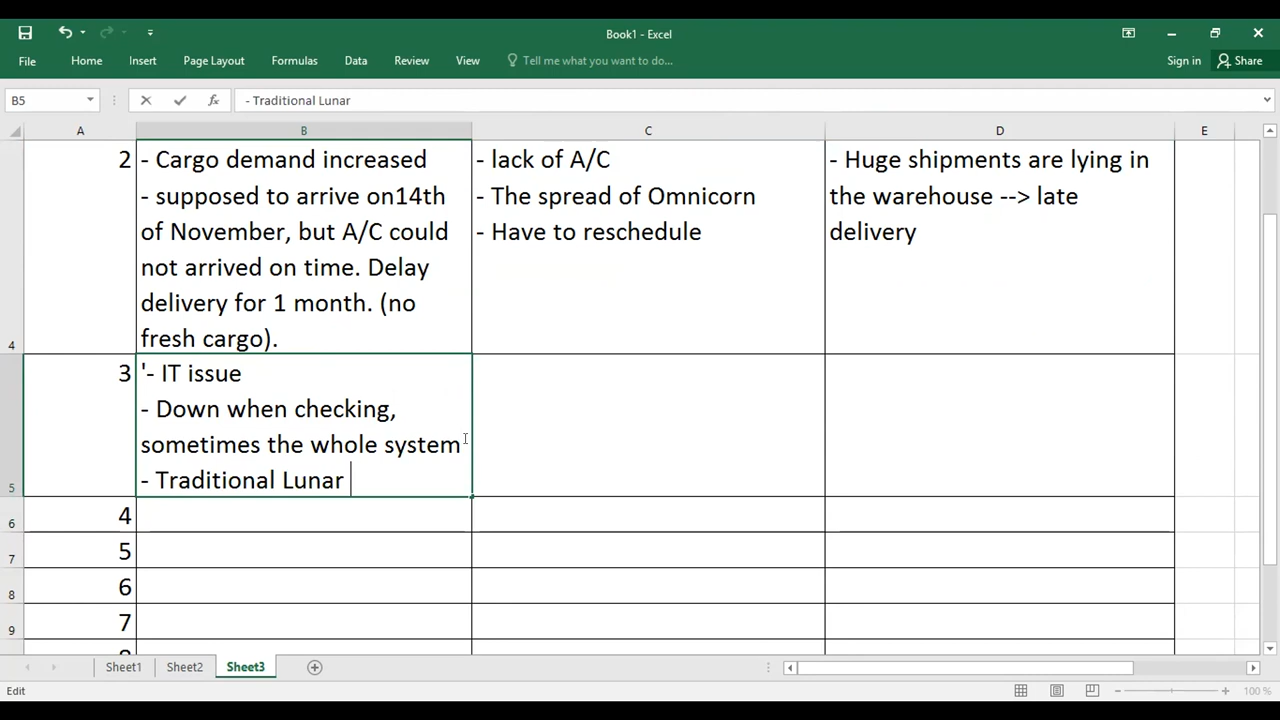 Book1 - Excel
File Home Insert Page Layout Formulas Data Review View Tell me what you want to do... Sign in Share
B5 fx - Traditional Lunar
A B C D E
2 - Cargo demand increased
- supposed to arrive on14th
of November, but A/C could
not arrived on time. Delay
delivery for 1 month. (no
fresh cargo).
- lack of A/C
- The spread of Omnicorn
- Have to reschedule
- Huge shipments are lying in
the warehouse --> late
delivery
4
3 '- IT issue
- Down when checking,
sometimes the whole system
- Traditional Lunar
5
6 4
7 5
8 6
9 7
Sheet1 Sheet2 Sheet3
Edit 100 %